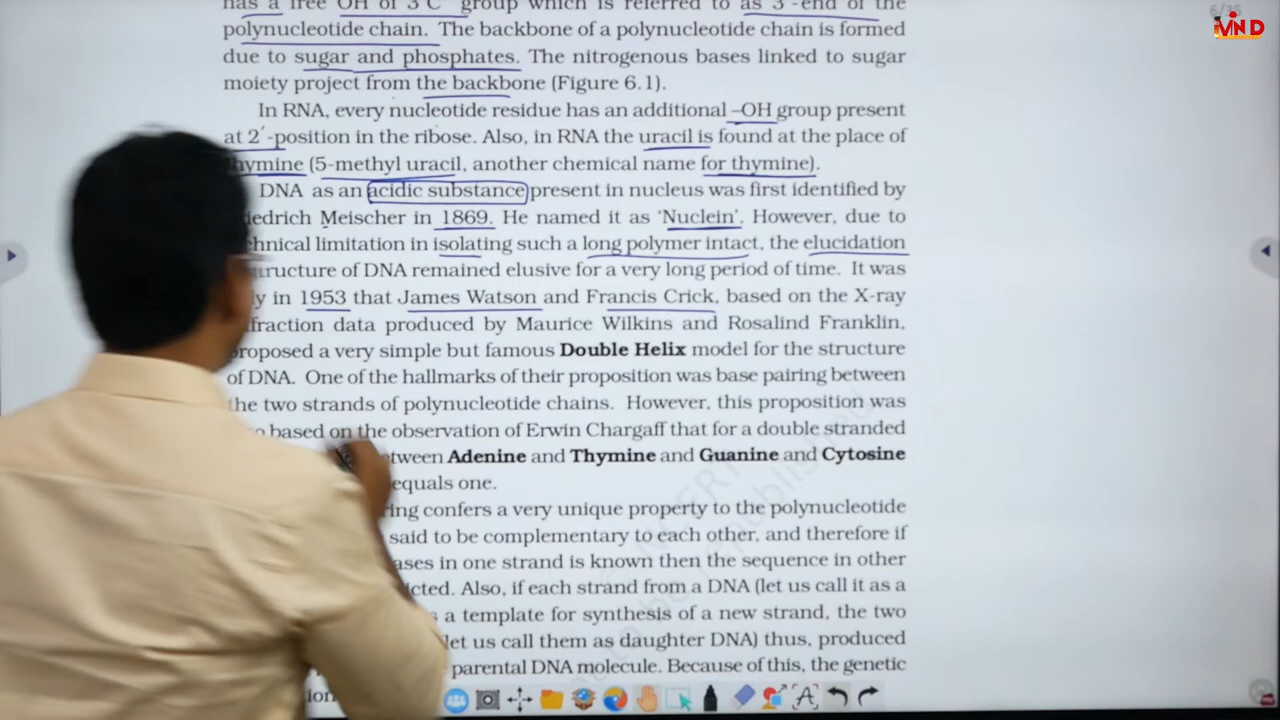 has a free OH of 3'C group which is referred to as 3'-end of the
polynucleotide chain. The backbone of a polynucleotide chain is formed
due to sugar and phosphates. The nitrogenous bases linked to sugar
moiety project from the backbone (Figure 6.1).
In RNA, every nucleotide residue has an additional –OH group present
at 2'-position in the ribose. Also, in RNA the uracil is found at the place of
thymine (5-methyl uracil, another chemical name for thymine).
DNA as an acidic substance present in nucleus was first identified by
iedrich Meischer in 1869. He named it as ‘Nuclein’. However, due to
chnical limitation in isolating such a long polymer intact, the elucidation
tructure of DNA remained elusive for a very long period of time. It was
y in 1953 that James Watson and Francis Crick, based on the X-ray
fraction data produced by Maurice Wilkins and Rosalind Franklin,
proposed a very simple but famous Double Helix model for the structure
of DNA. One of the hallmarks of their proposition was base pairing between
the two strands of polynucleotide chains. However, this proposition was
based on the observation of Erwin Chargaff that for a double stranded
tween Adenine and Thymine and Guanine and Cytosine
equals one.
ing confers a very unique property to the polynucleotide
said to be complementary to each other, and therefore if
ases in one strand is known then the sequence in other
icted. Also, if each strand from a DNA (let us call it as a
a template for synthesis of a new strand, the two
let us call them as daughter DNA) thus, produced
parental DNA molecule. Because of this, the genetic
ion